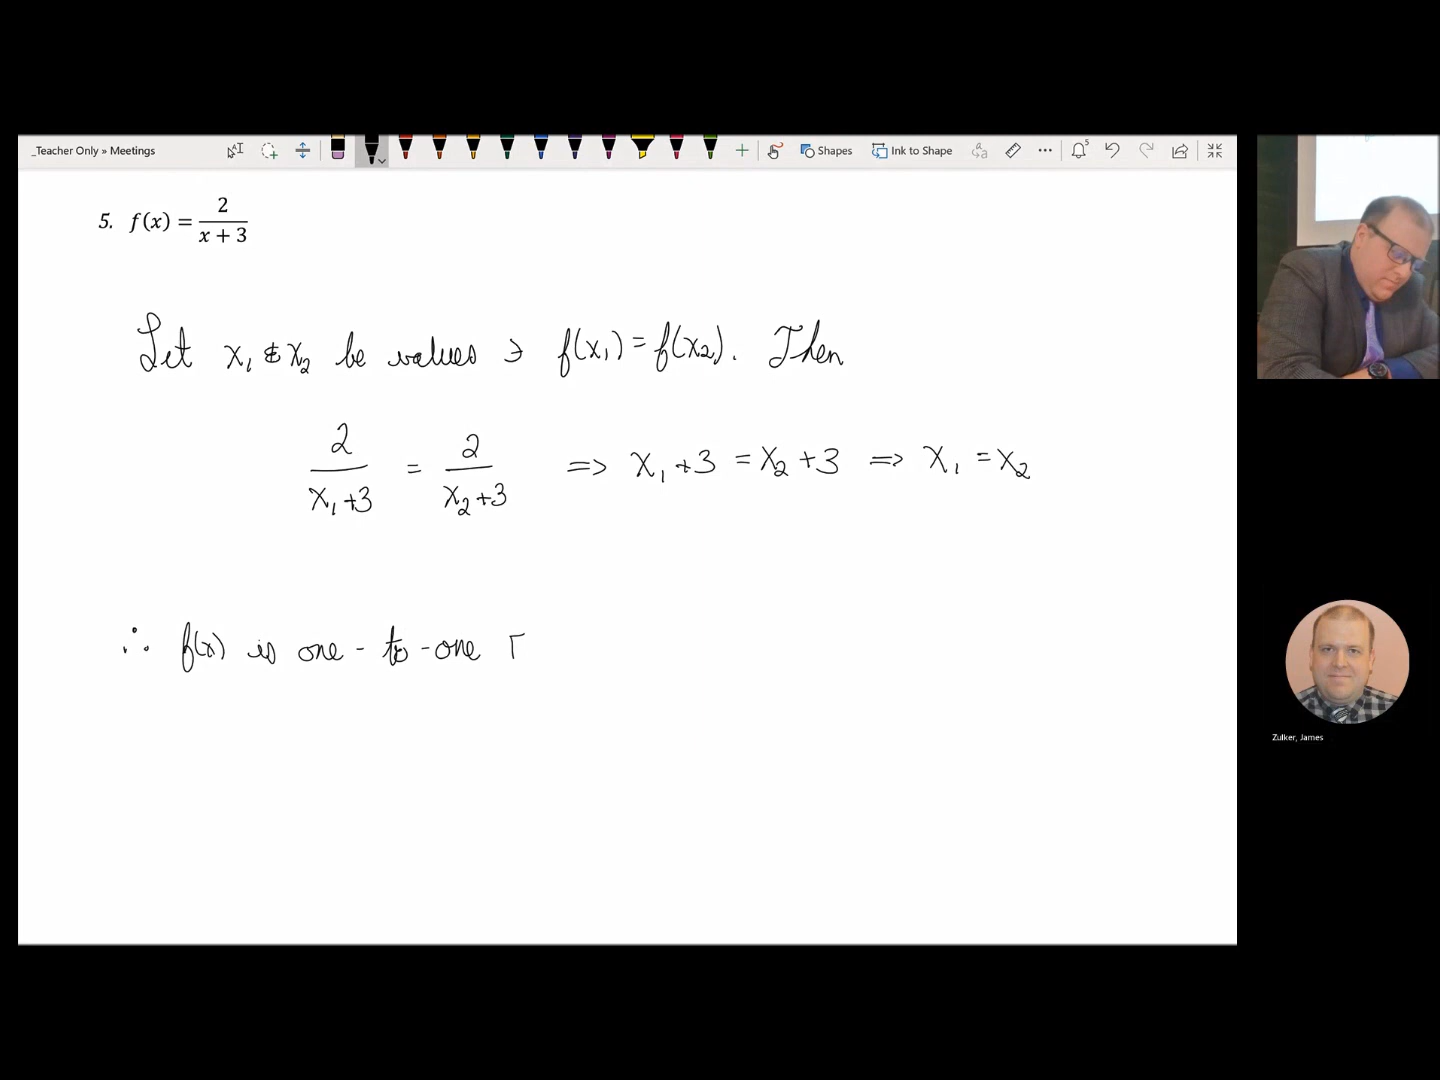 _Teacher Only » Meetings
Shapes
Ink to Shape
5. f(x) = 2/(x + 3)
Let x₁ & x₂ be values ∋ f(x₁) = f(x₂). Then
2/(x₁+3) = 2/(x₂+3) ⇒ x₁+3 = x₂+3 ⇒ x₁ = x₂
∴ f(x) is one-to-one
Zulker, James